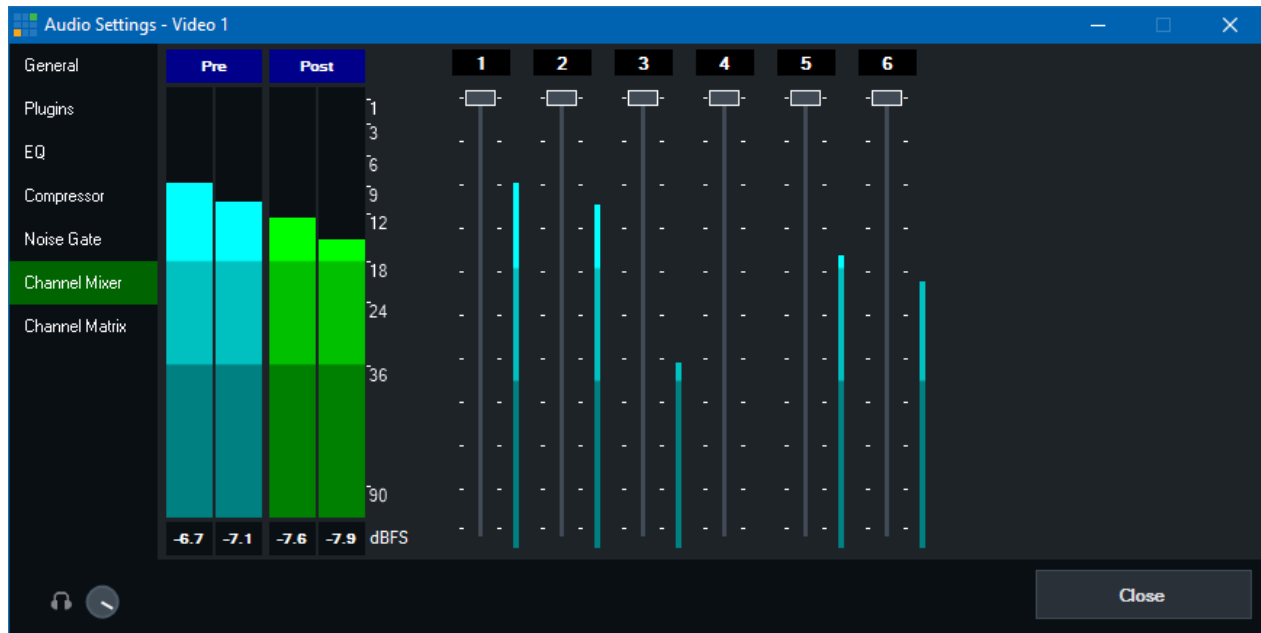 Audio Settings - Video 1
General
Plugins
EQ
Compressor
Noise Gate
Channel Mixer
Channel Matrix
Pre Post
1
3
6
9
12
18
24
36
90
-6.7 -7.1 -7.6 -7.9 dBFS
1 2 3 4 5 6
Close